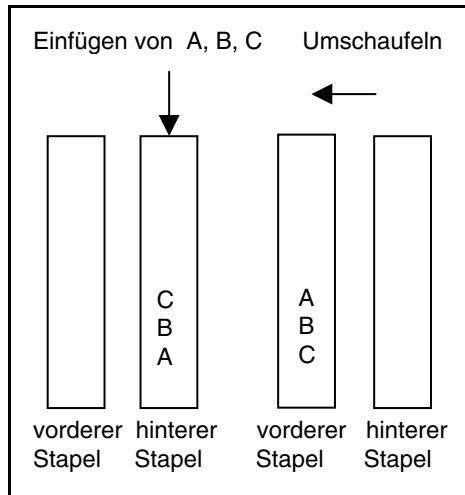 Einfügen von A, B, C Umschaufeln
C A
B B
A C
vorderer hinterer vorderer hinterer
Stapel Stapel Stapel Stapel